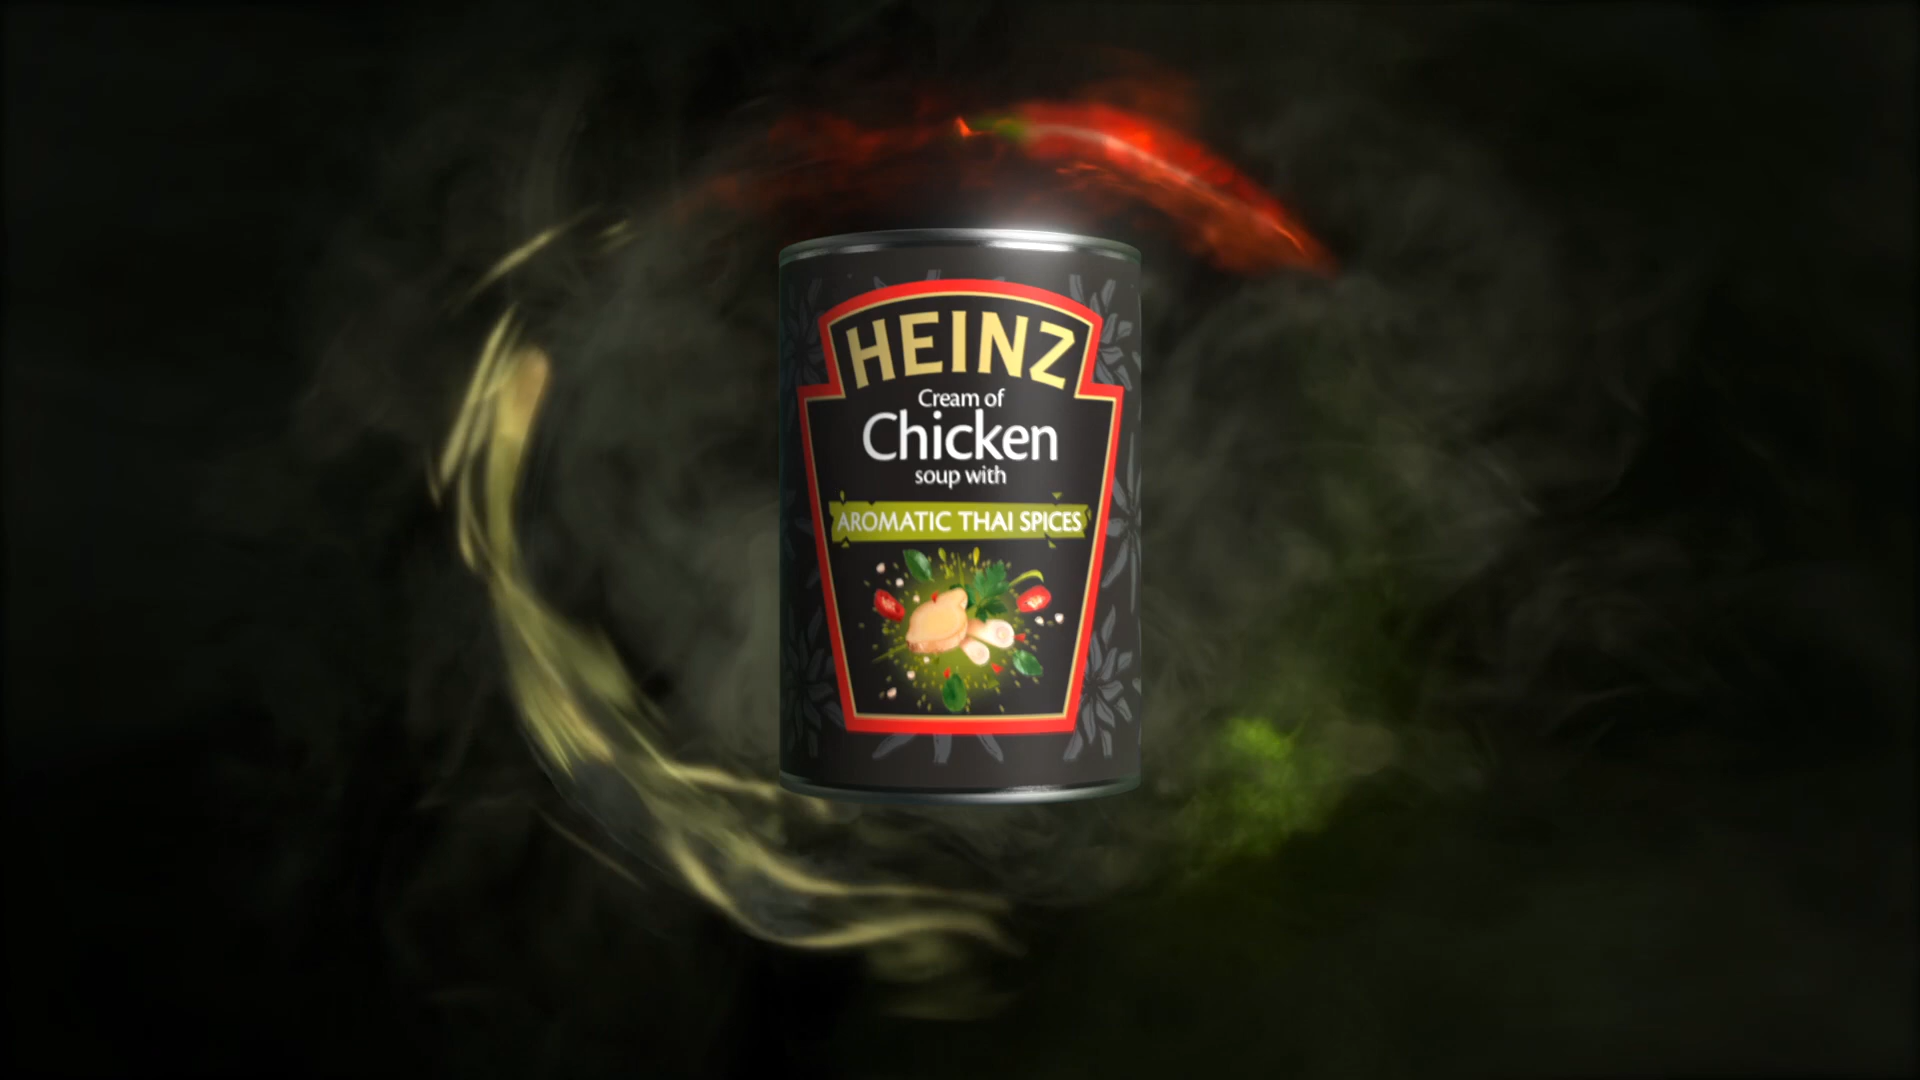 HEINZ
Cream of
Chicken
soup with
AROMATIC THAI SPICES